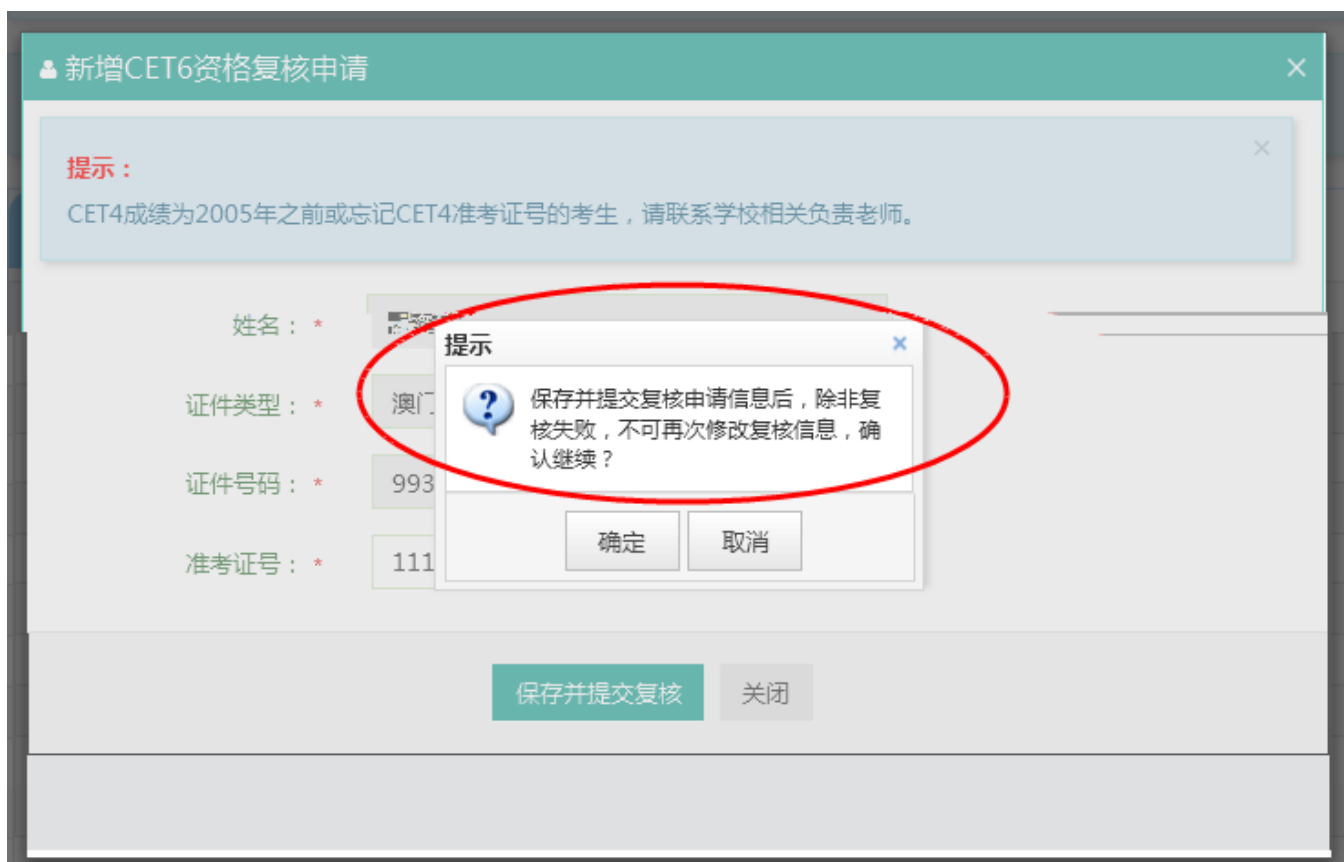 新增CET6资格复核申请
提示：
CET4成绩为2005年之前或忘记CET4准考证号的考生，请联系学校相关负责老师。
姓名： *
提示
保存并提交复核申请信息后，除非复
核失败，不可再次修改复核信息，确
认继续？
证件类型： * 澳门
证件号码： * 993
准考证号： * 111
确定 取消
保存并提交复核 关闭